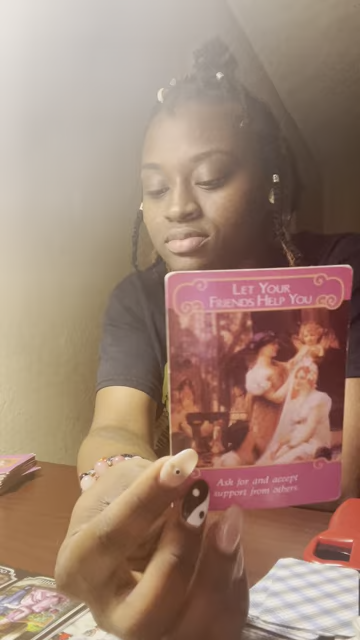 LET YOUR
FRIENDS HELP YOU
Ask for and accept
support from others.